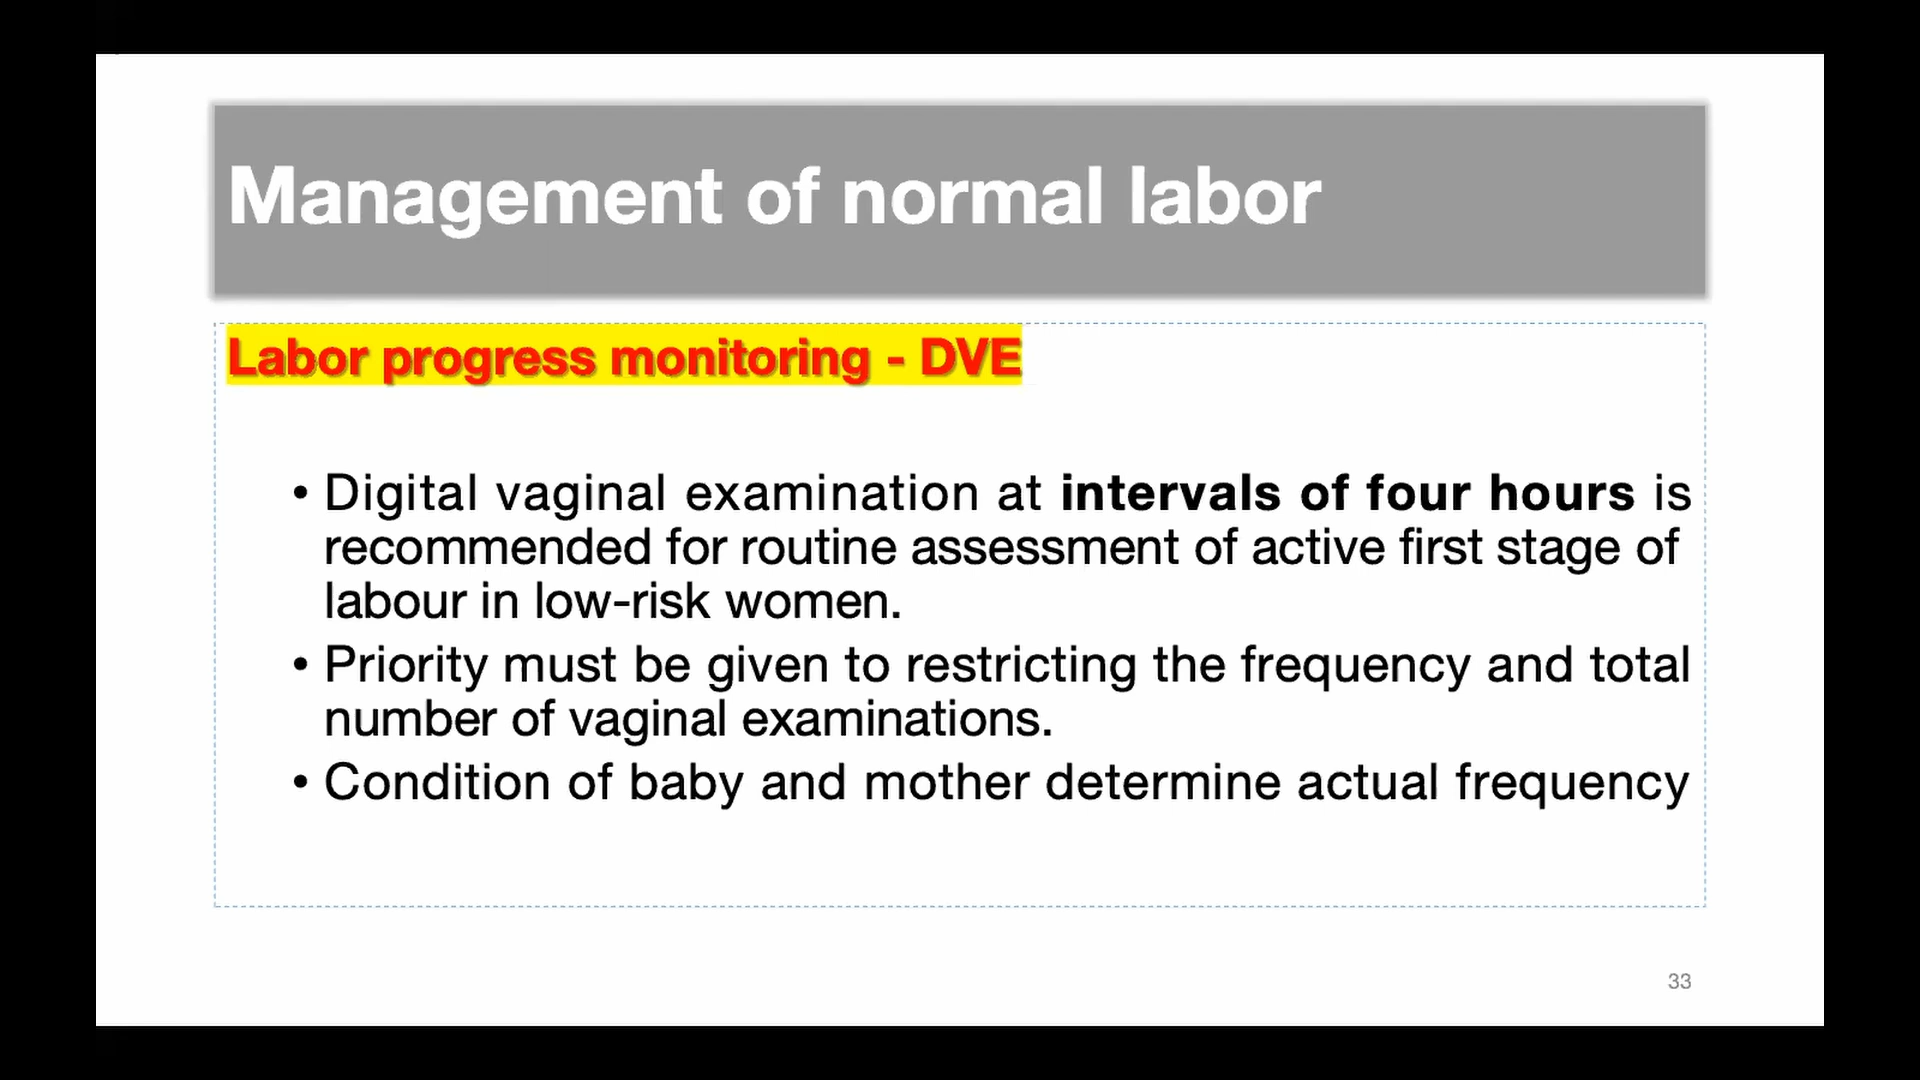 Management of normal labor
Labor progress monitoring - DVE
• Digital vaginal examination at intervals of four hours is
recommended for routine assessment of active first stage of
labour in low-risk women.
• Priority must be given to restricting the frequency and total
number of vaginal examinations.
• Condition of baby and mother determine actual frequency
33